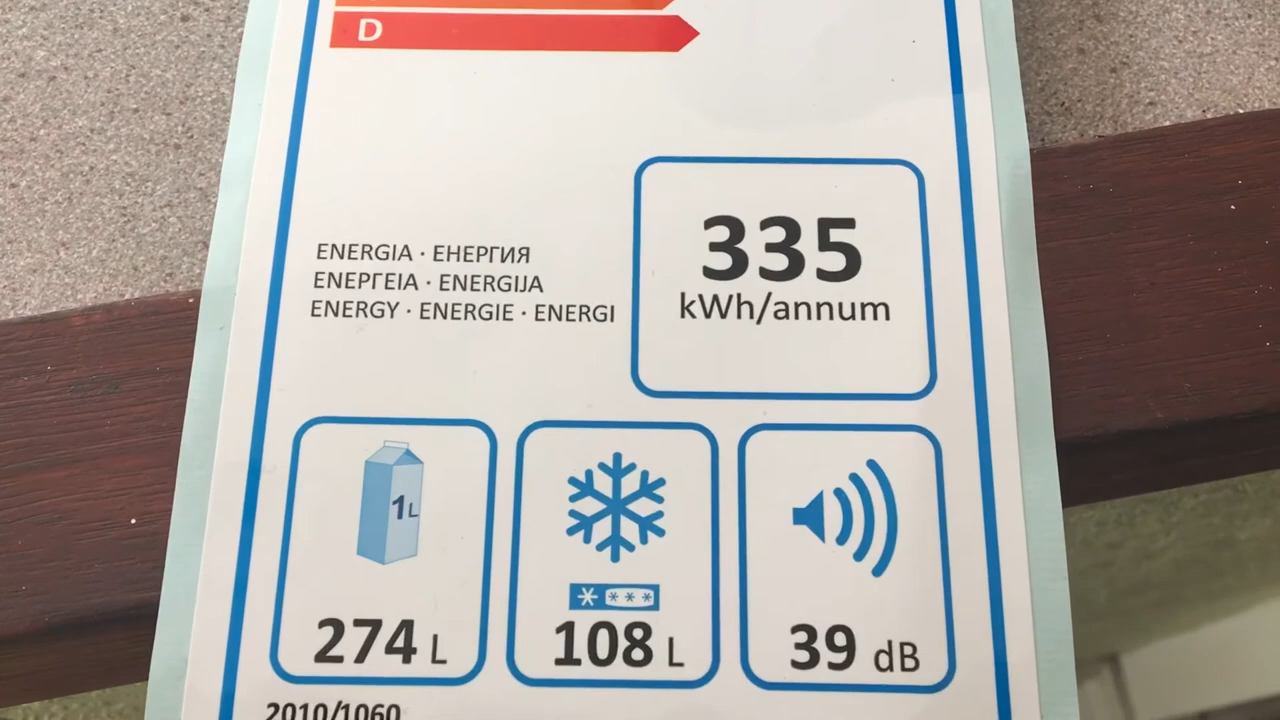 D
335
kWh/annum
ENERGIA · ЕНЕРГИЯ
ΕΝΕΡΓΕΙΑ · ENERGIJA
ENERGY · ENERGIE · ENERGI
1L
274 L
108 L
39 dB
2010/1060